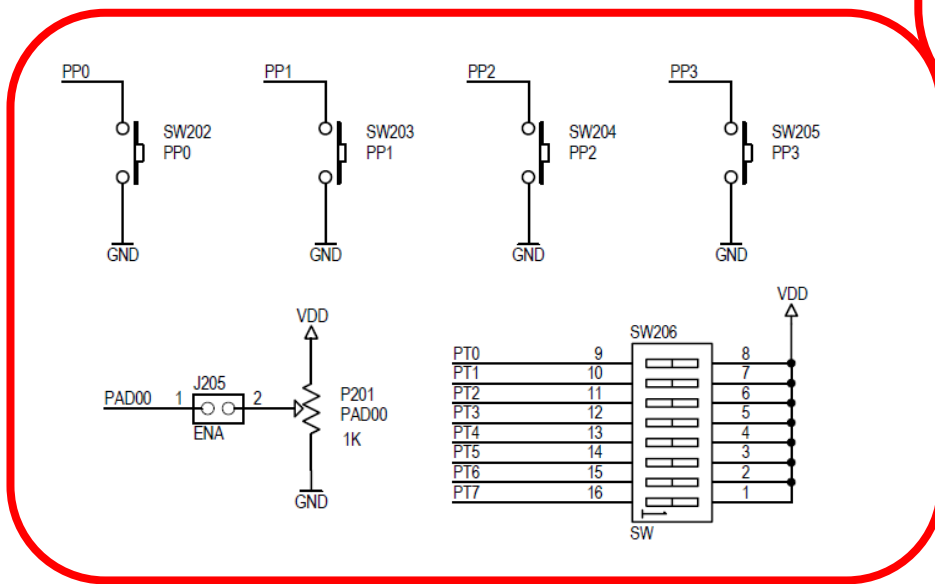 PP0 PP1 PP2 PP3
SW202 SW203 SW204 SW205
PP0 PP1 PP2 PP3
GND GND GND GND
VDD
VDD
SW206
J205
PAD00 1 2
ENA
P201
PAD00
1K
GND
PT0 9 8
PT1 10 7
PT2 11 6
PT3 12 5
PT4 13 4
PT5 14 3
PT6 15 2
PT7 16 1
SW